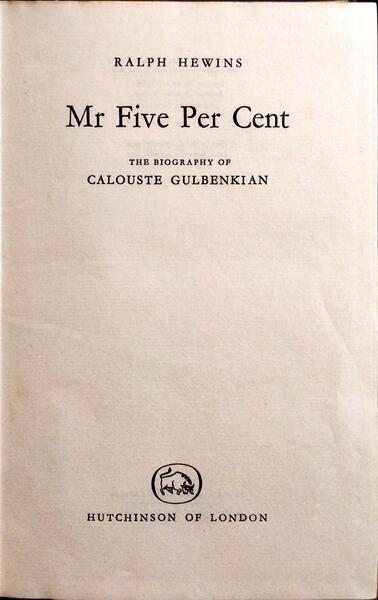 RALPH HEWINS
Mr Five Per Cent
THE BIOGRAPHY OF
CALOUSTE GULBENKIAN
HUTCHINSON OF LONDON